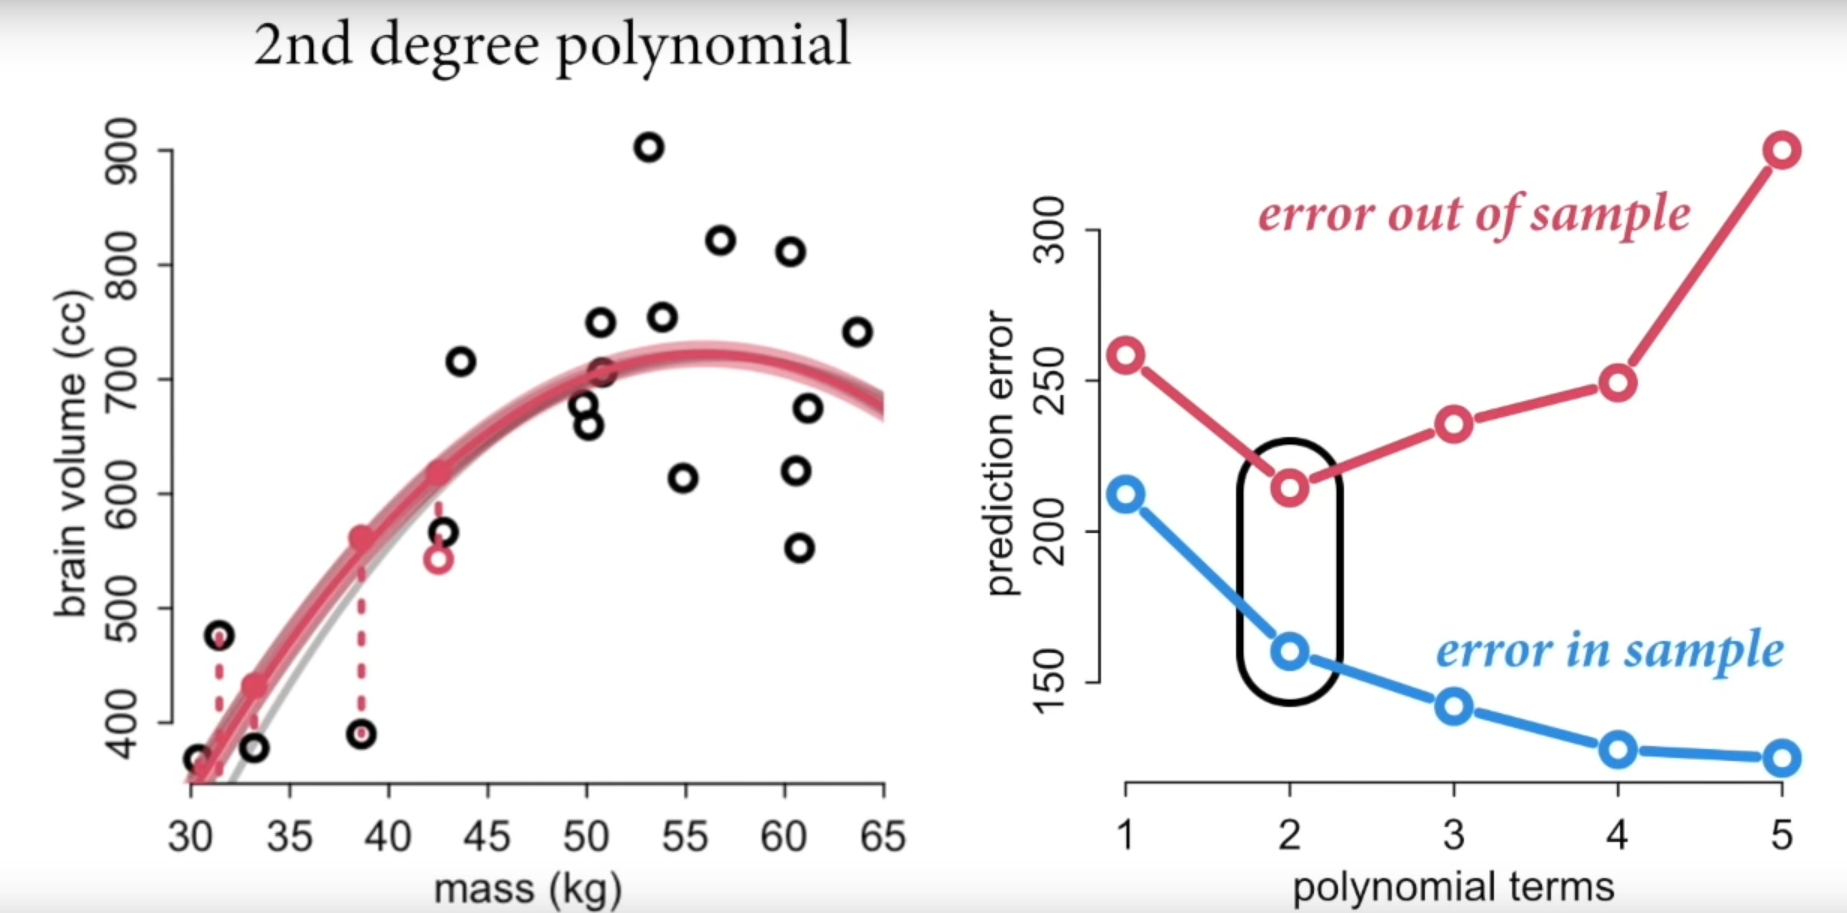 2nd degree polynomial
brain volume (cc)
900
800
700
600
500
400
30 35 40 45 50 55 60 65
mass (kg)
error out of sample
prediction error
300
250
200
150
error in sample
1 2 3 4 5
polynomial terms